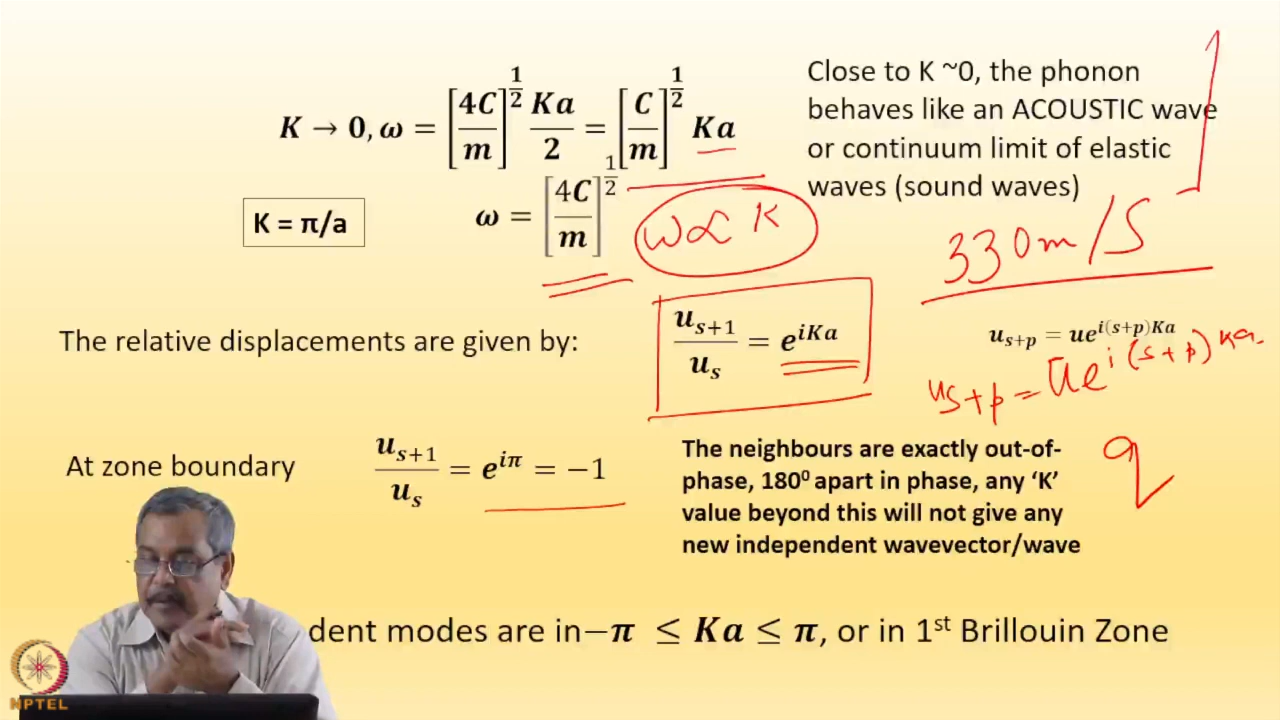 K → 0, ω = [4C/m]^{1/2} Ka/2 = [C/m]^{1/2} Ka
Close to K ~0, the phonon
behaves like an ACOUSTIC wave
or continuum limit of elastic
waves (sound waves)
K = π/a
ω = [4C/m]^{1/2}
ω ∝ K
330 m/s
The relative displacements are given by:
u_{s+1}/u_s = e^{iKa}
u_{s+p} = ue^{i(s+p)Ka}
u_{s+p} = ue^{i(s+p)Ka}
At zone boundary
u_{s+1}/u_s = e^{iπ} = −1
The neighbours are exactly out-of-
phase, 180⁰ apart in phase, any ‘K’
value beyond this will not give any
new independent wavevector/wave
q
dent modes are in −π ≤ Ka ≤ π, or in 1st Brillouin Zone
NPTEL